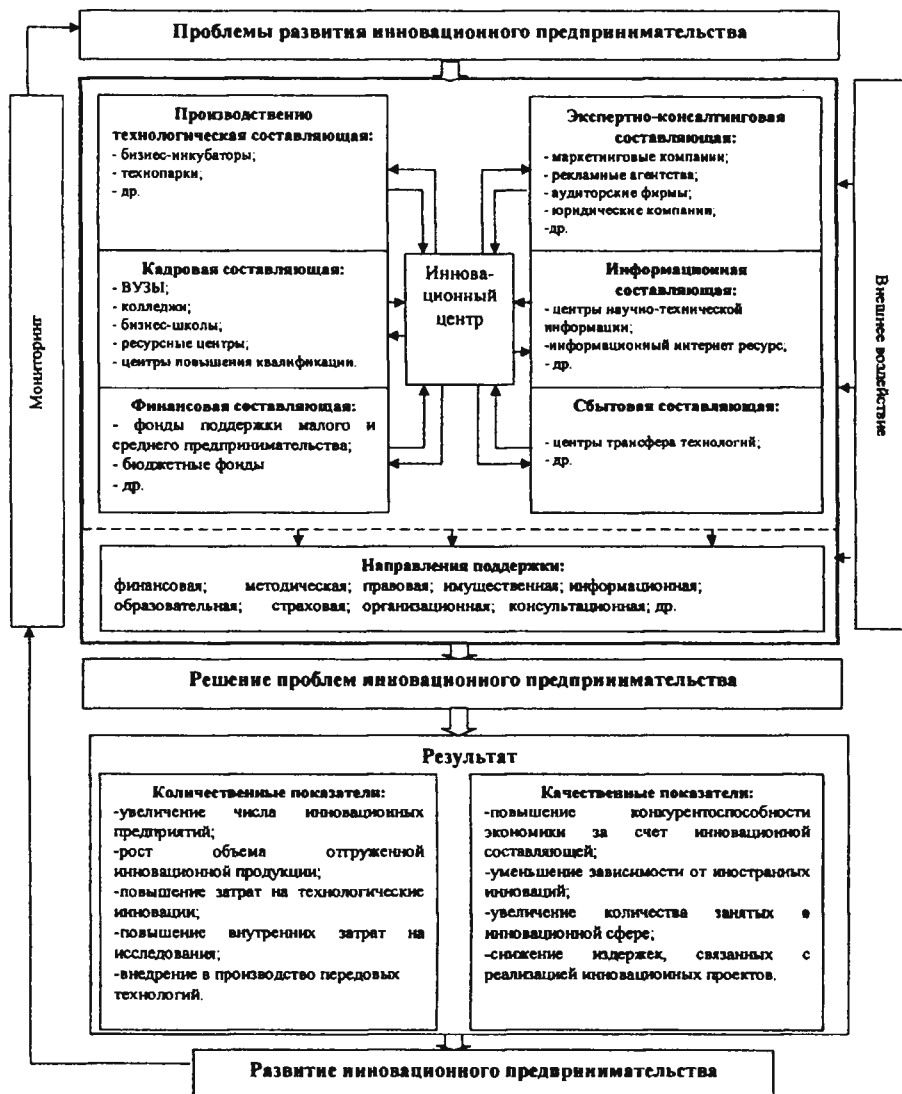 Проблемы развития инновационного предпринимательства
Мониторинг
Производственно
технологическая составляющая:
- бизнес-инкубаторы;
- технопарки;
- др.
Кадровая составляющая:
- ВУЗЫ;
- колледжи;
- бизнес-школы;
- ресурсные центры;
- центры повышения квалификации.
Финансовая составляющая:
- фонды поддержки малого и
среднего предпринимательства;
- бюджетные фонды
- др.
Иннова-
ционный
центр
Экспертно-консалтинговая
составляющая:
- маркетинговые компании;
- рекламные агентства;
- аудиторские фирмы;
- юридические компании;
-др.
Информационная
составляющая:
- центры научно-технической
информации;
-информационный интернет ресурс;
- др.
Сбытовая составляющая:
- центры трансфера технологий;
- др.
Внешнее воздействие
Направления поддержки:
финансовая; методическая; правовая; имущественная; информационная;
образовательная; страховая; организационная; консультационная; др.
Решение проблем инновационного предпринимательства
Результат
Количественные показатели:
-увеличение числа инновационных
предприятий;
-рост объема отгруженной
инновационной продукции;
-повышение затрат на технологические
инновации;
-повышение внутренних затрат на
исследования;
-внедрение в производство передовых
технологий.
Качественные показатели:
-повышение конкурентоспособности
экономики за счет инновационной
составляющей;
-уменьшение зависимости от иностранных
инноваций;
-увеличение количества занятых в
инновационной сфере;
-снижение издержек, связанных с
реализацией инновационных проектов.
Развитие инновационного предпринимательства